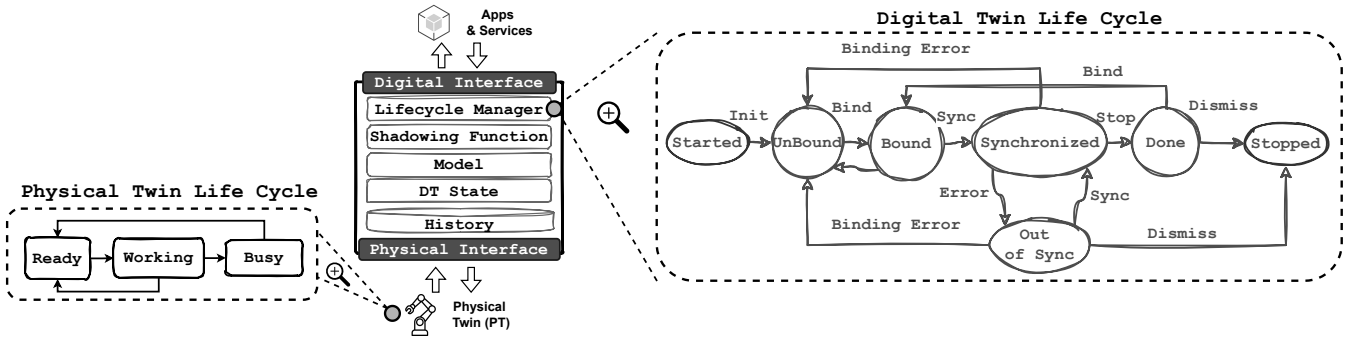 Apps
& Services
Digital Interface
Lifecycle Manager
Shadowing Function
Model
DT State
History
Physical Interface
Physical
Twin (PT)
Physical Twin Life Cycle
Ready
Working
Busy
Digital Twin Life Cycle
Binding Error
Bind
Init
Bind
Sync
Stop
Dismiss
Started
UnBound
Bound
Synchronized
Done
Stopped
Error
Sync
Binding Error
Out
of Sync
Dismiss